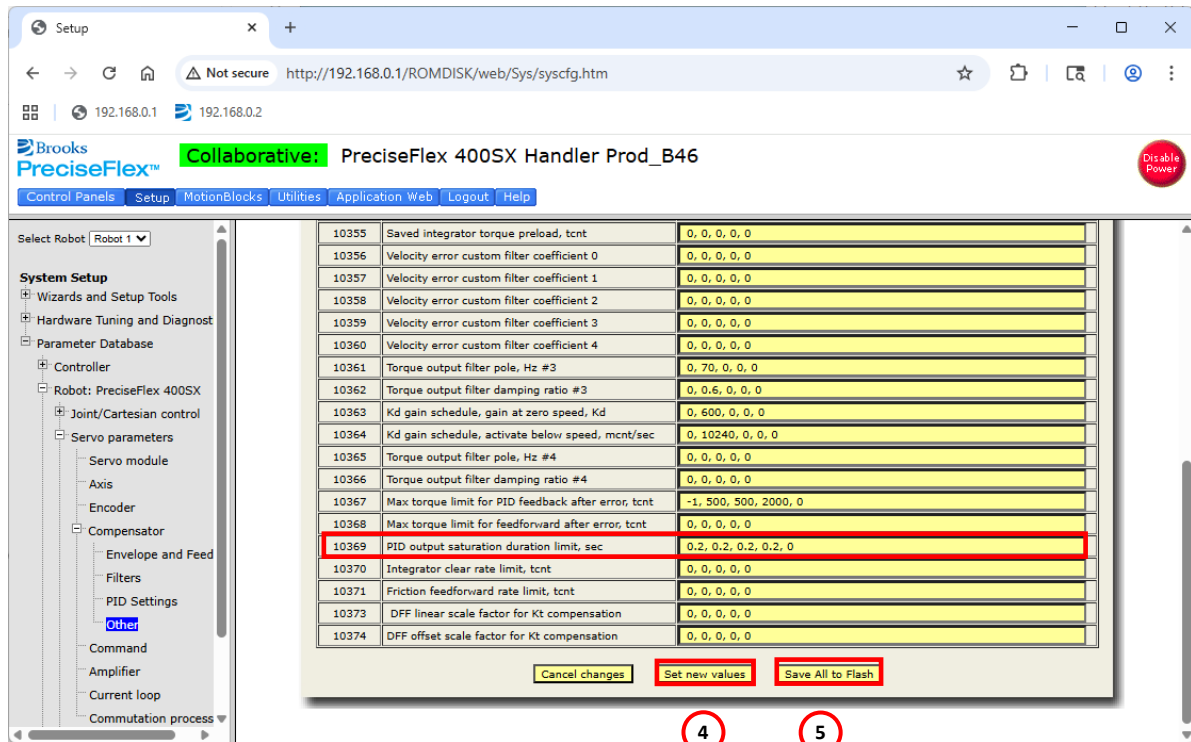 Setup
Not secure http://192.168.0.1/ROMDISK/web/Sys/syscfg.htm
192.168.0.1 192.168.0.2
Brooks
PreciseFlex™
Collaborative: PreciseFlex 400SX Handler Prod_B46
Disable
Power
Control Panels Setup MotionBlocks Utilities Application Web Logout Help
Select Robot Robot 1
System Setup
Wizards and Setup Tools
Hardware Tuning and Diagnost
Parameter Database
Controller
Robot: PreciseFlex 400SX
Joint/Cartesian control
Servo parameters
Servo module
Axis
Encoder
Compensator
Envelope and Feed
Filters
PID Settings
Other
Command
Amplifier
Current loop
Commutation process
10355 Saved integrator torque preload, tcnt 0, 0, 0, 0, 0
10356 Velocity error custom filter coefficient 0 0, 0, 0, 0, 0
10357 Velocity error custom filter coefficient 1 0, 0, 0, 0, 0
10358 Velocity error custom filter coefficient 2 0, 0, 0, 0, 0
10359 Velocity error custom filter coefficient 3 0, 0, 0, 0, 0
10360 Velocity error custom filter coefficient 4 0, 0, 0, 0, 0
10361 Torque output filter pole, Hz #3 0, 70, 0, 0, 0
10362 Torque output filter damping ratio #3 0, 0.6, 0, 0, 0
10363 Kd gain schedule, gain at zero speed, Kd 0, 600, 0, 0, 0
10364 Kd gain schedule, activate below speed, mcnt/sec 0, 10240, 0, 0, 0
10365 Torque output filter pole, Hz #4 0, 0, 0, 0, 0
10366 Torque output filter damping ratio #4 0, 0, 0, 0, 0
10367 Max torque limit for PID feedback after error, tcnt -1, 500, 500, 2000, 0
10368 Max torque limit for feedforward after error, tcnt 0, 0, 0, 0, 0
10369 PID output saturation duration limit, sec 0.2, 0.2, 0.2, 0.2, 0
10370 Integrator clear rate limit, tcnt 0, 0, 0, 0, 0
10371 Friction feedforward rate limit, tcnt 0, 0, 0, 0, 0
10373 DFF linear scale factor for Kt compensation 0, 0, 0, 0, 0
10374 DFF offset scale factor for Kt compensation 0, 0, 0, 0, 0
Cancel changes Set new values Save All to Flash
4 5